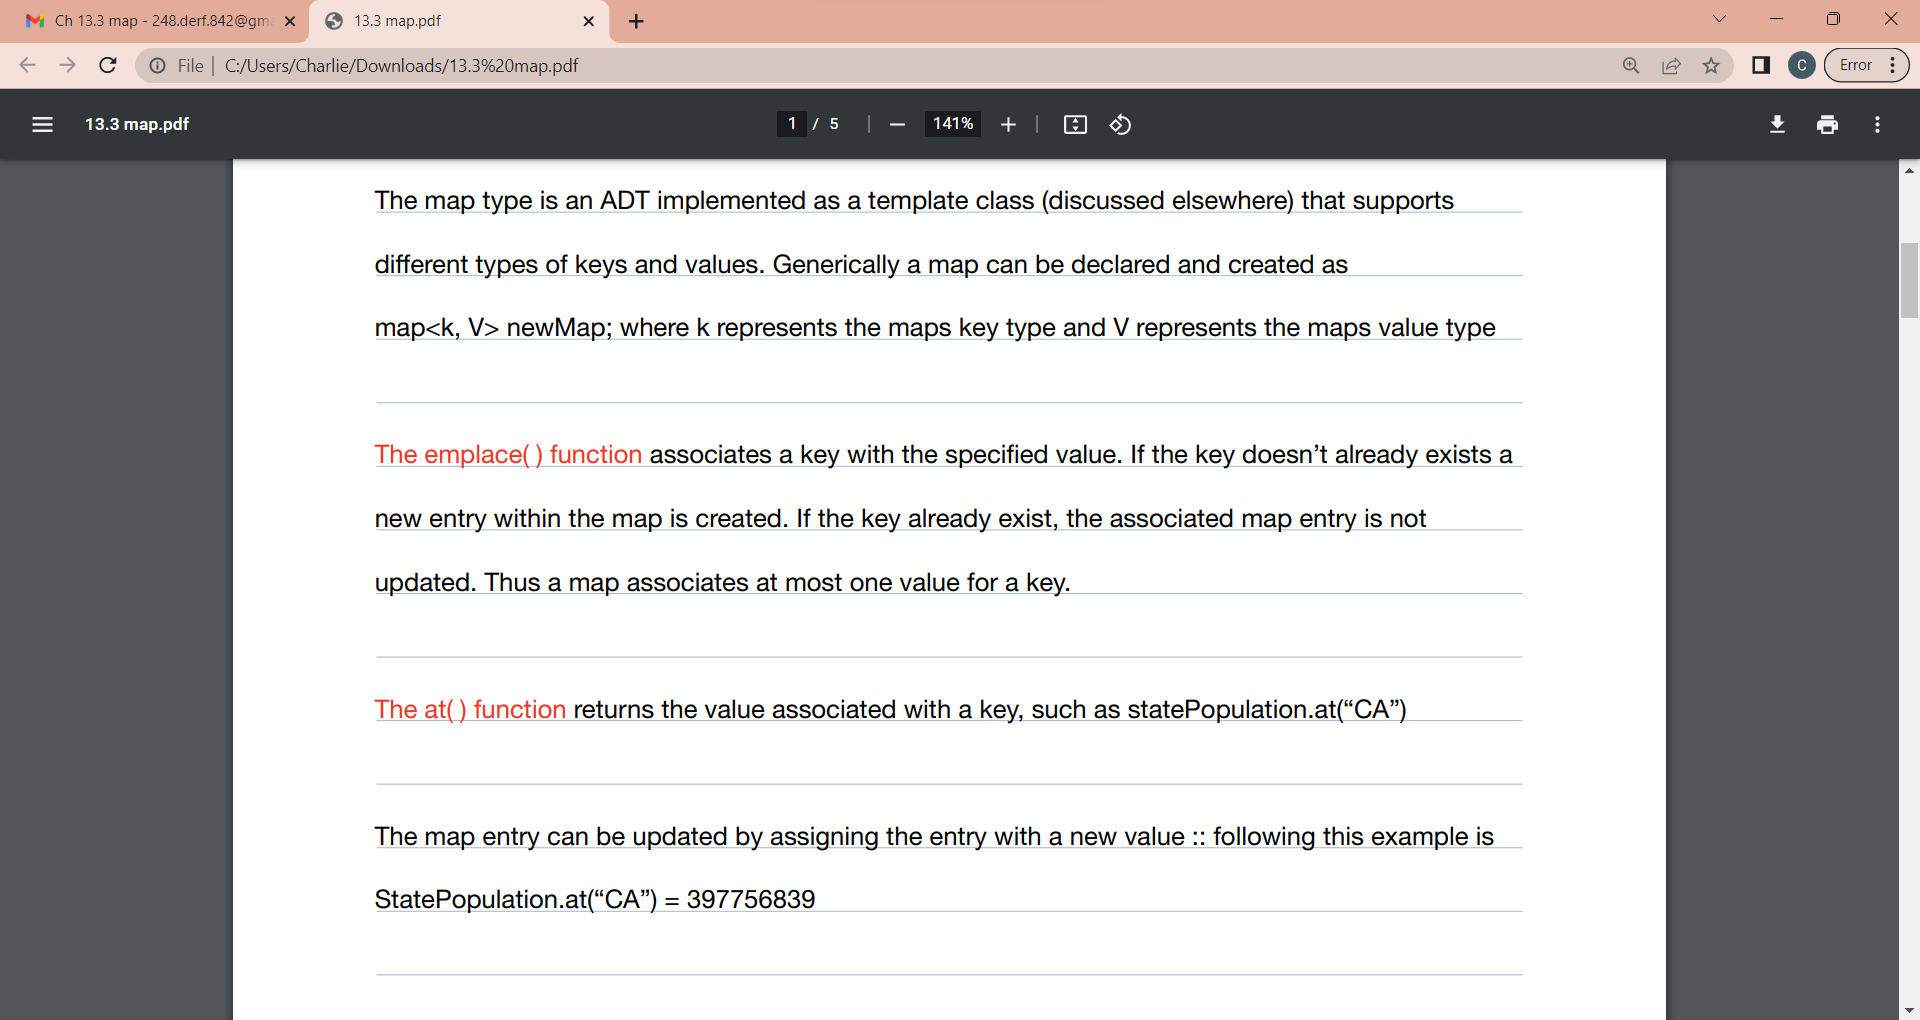 Ch 13.3 map - 248.derf.842@gm
13.3 map.pdf
File | C:/Users/Charlie/Downloads/13.3%20map.pdf
C
Error
13.3 map.pdf
1 / 5
141%
The map type is an ADT implemented as a template class (discussed elsewhere) that supports
different types of keys and values. Generically a map can be declared and created as
map<k, V> newMap; where k represents the maps key type and V represents the maps value type
The emplace( ) function associates a key with the specified value. If the key doesn’t already exists a
new entry within the map is created. If the key already exist, the associated map entry is not
updated. Thus a map associates at most one value for a key.
The at( ) function returns the value associated with a key, such as statePopulation.at(“CA”)
The map entry can be updated by assigning the entry with a new value :: following this example is
StatePopulation.at(“CA”) = 397756839